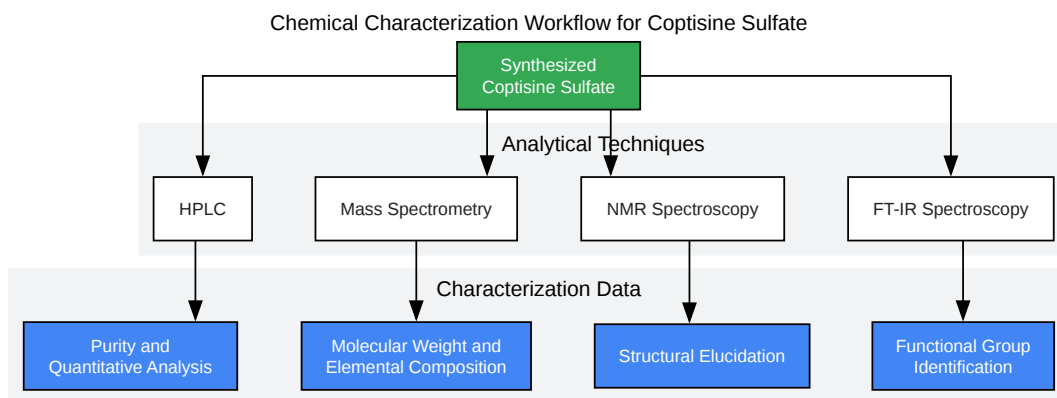 Chemical Characterization Workflow for Coptisine Sulfate
Synthesized
Coptisine Sulfate
Analytical Techniques
HPLC
Mass Spectrometry
NMR Spectroscopy
FT-IR Spectroscopy
Characterization Data
Purity and
Quantitative Analysis
Molecular Weight and
Elemental Composition
Structural Elucidation
Functional Group
Identification